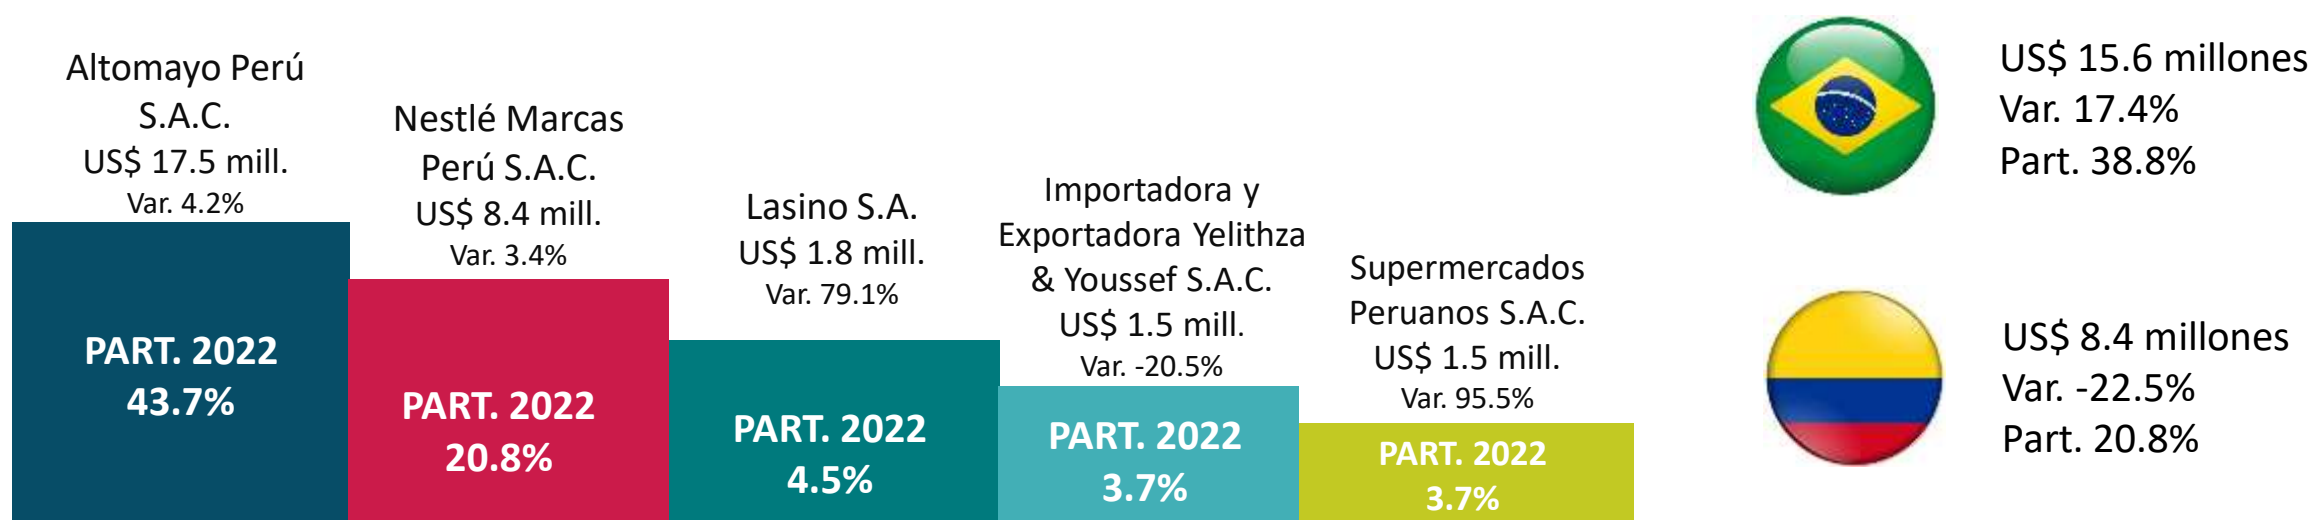 Altomayo Perú
S.A.C.
US$ 17.5 mill.
Var. 4.2%
PART. 2022
43.7%
Nestlé Marcas
Perú S.A.C.
US$ 8.4 mill.
Var. 3.4%
PART. 2022
20.8%
Lasino S.A.
US$ 1.8 mill.
Var. 79.1%
PART. 2022
4.5%
Importadora y
Exportadora Yelithza
& Youssef S.A.C.
US$ 1.5 mill.
Var. -20.5%
PART. 2022
3.7%
Supermercados
Peruanos S.A.C.
US$ 1.5 mill.
Var. 95.5%
PART. 2022
3.7%
US$ 15.6 millones
Var. 17.4%
Part. 38.8%
US$ 8.4 millones
Var. -22.5%
Part. 20.8%